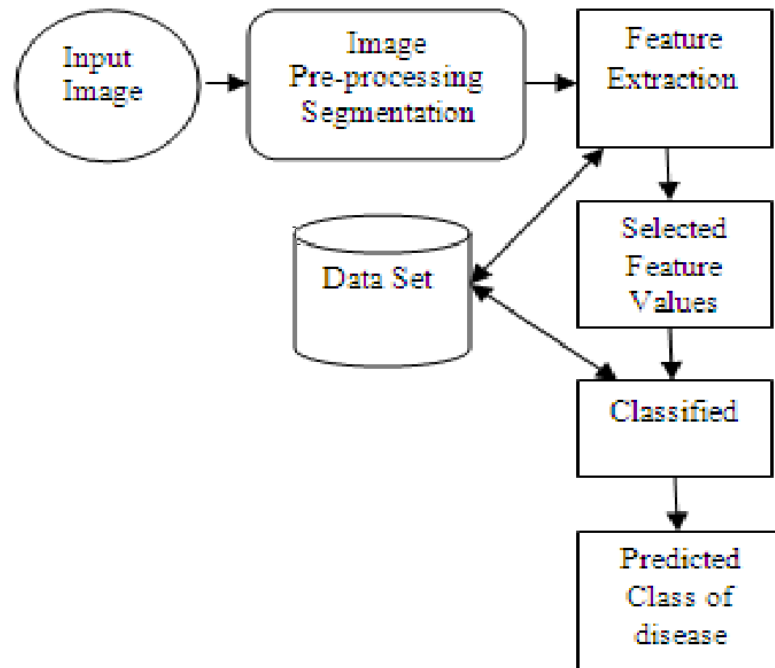 Input
Image
Image
Pre-processing
Segmentation
Feature
Extraction
Data Set
Selected
Feature
Values
Classified
Predicted
Class of
disease